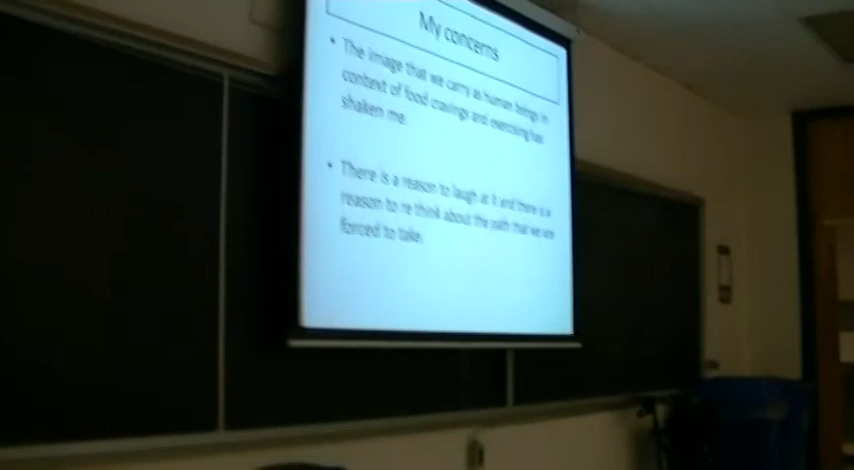 My concerns
• The image that we carry as human beings in
context of food cravings and exercising has
shaken me.
• There is a reason to laugh at it and there is a
reason to re think about the path that we are
forced to take.